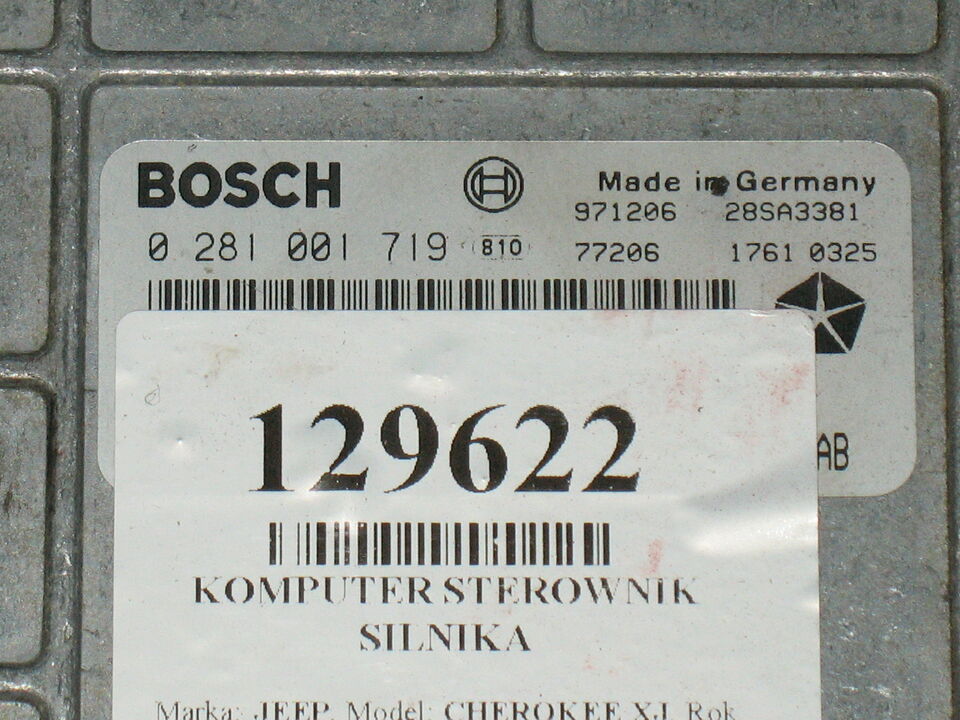 BOSCH
Made in Germany
971206 28SA3381
0 281 001 719 810 77206 1761 0325
AB
129622
KOMPUTER STEROWNIK
SILNIKA
Marka: JEEP, Model: CHEROKEE XJ, Rok